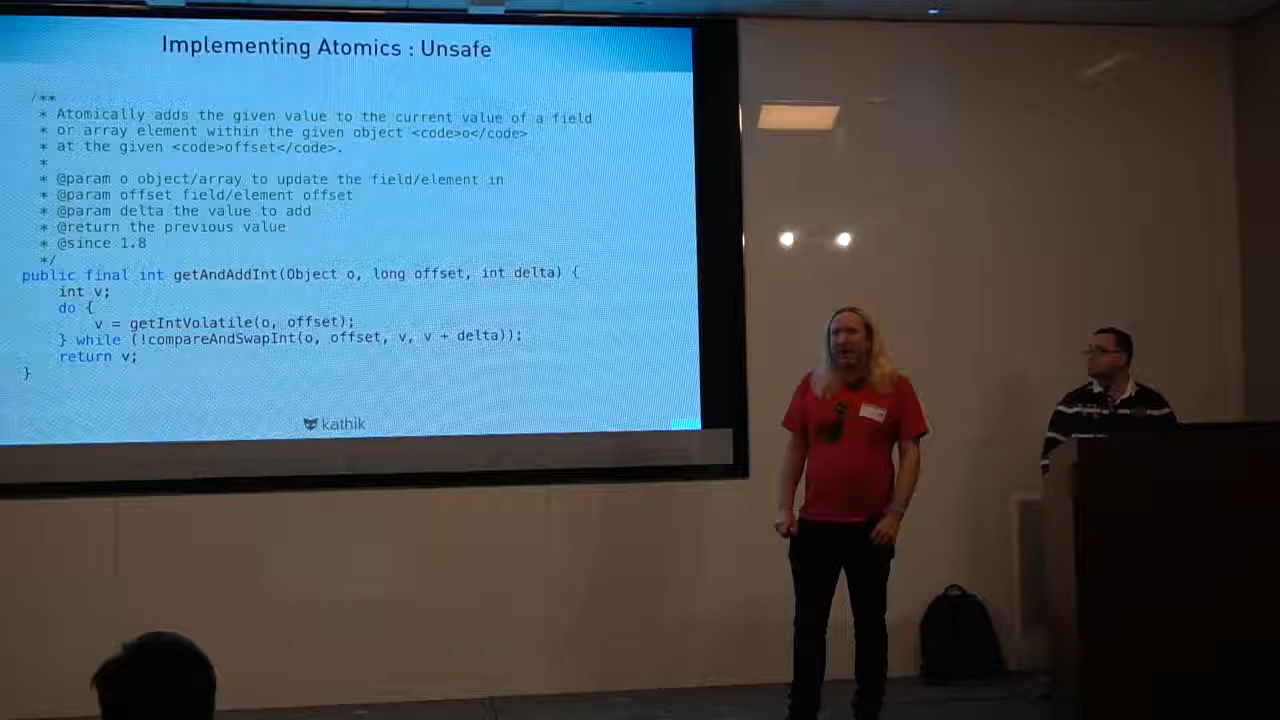 Implementing Atomics : Unsafe
/**
* Atomically adds the given value to the current value of a field
* or array element within the given object <code>o</code>
* at the given <code>offset</code>.
*
* @param o object/array to update the field/element in
* @param offset field/element offset
* @param delta the value to add
* @return the previous value
* @since 1.8
*/
public final int getAndAddInt(Object o, long offset, int delta) {
int v;
do {
v = getIntVolatile(o, offset);
} while (!compareAndSwapInt(o, offset, v, v + delta));
return v;
}
kathik